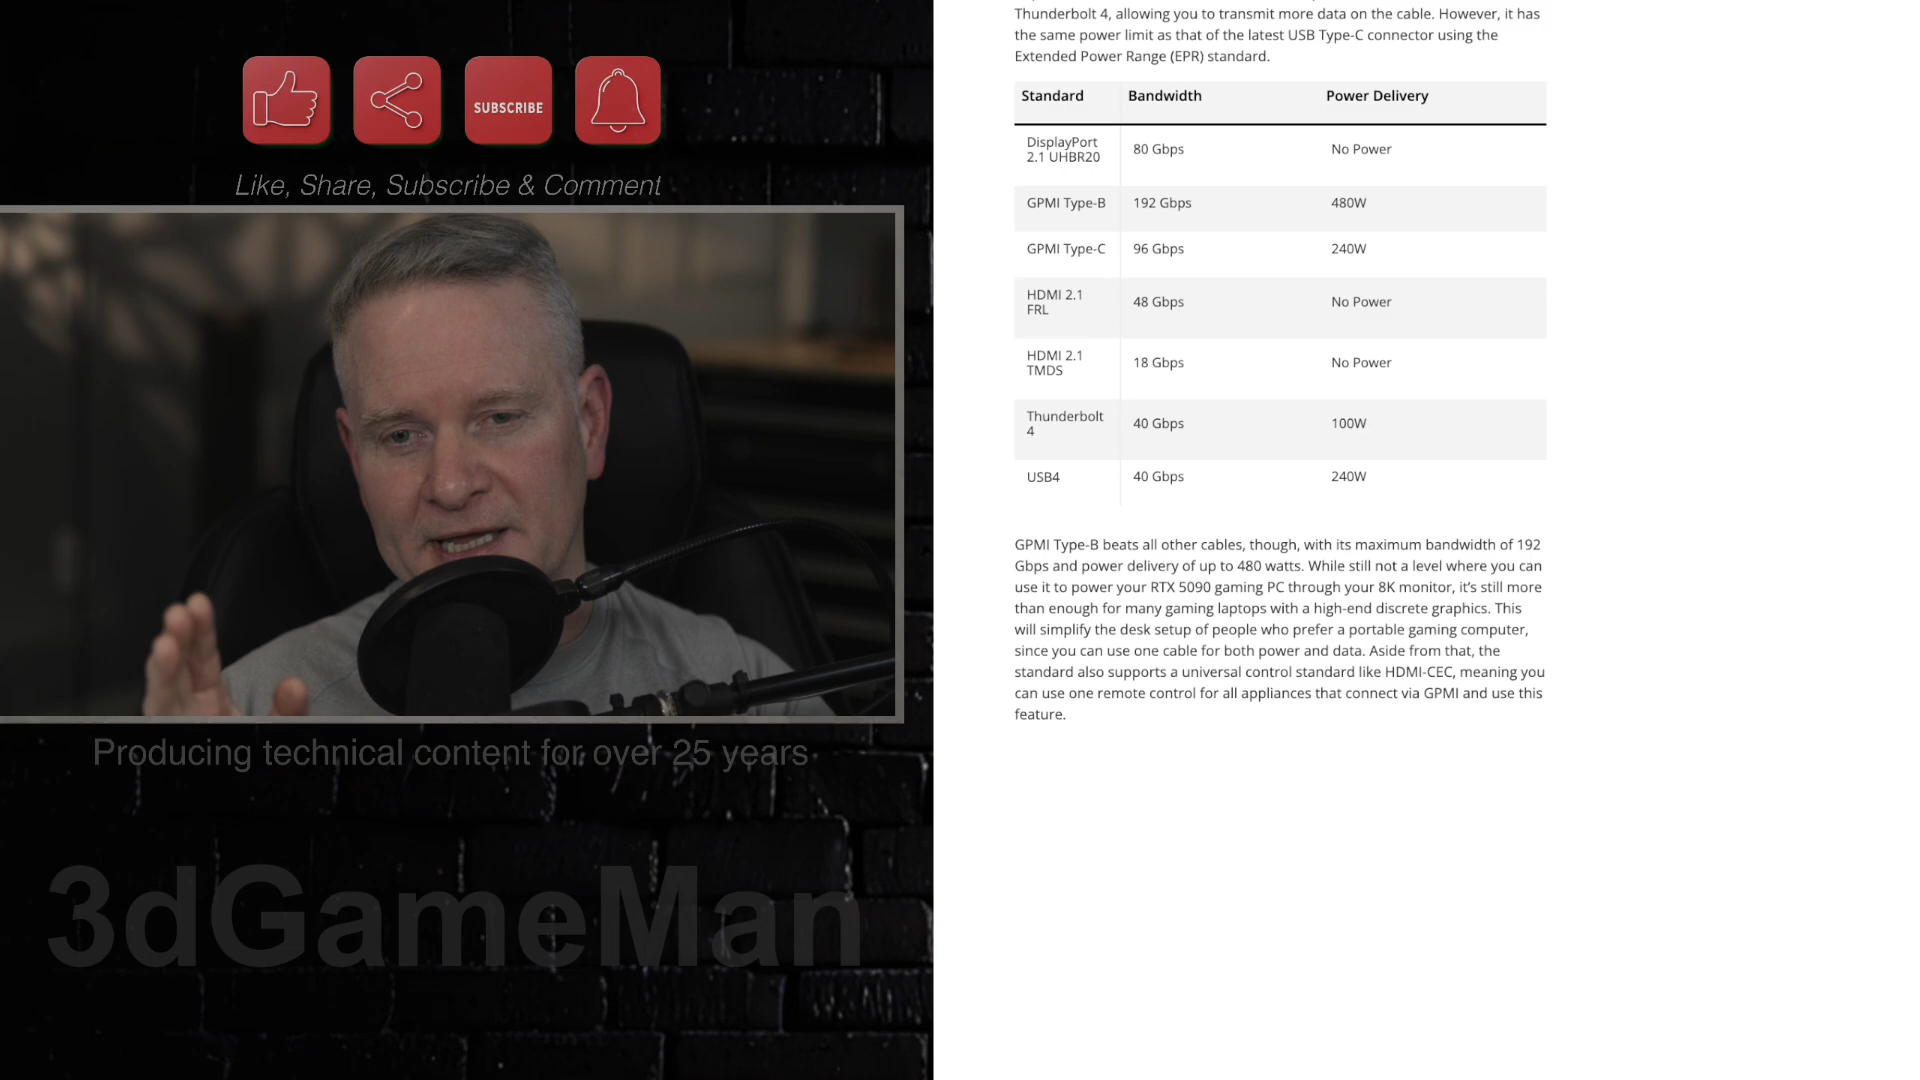 SUBSCRIBE
Like, Share, Subscribe & Comment
Producing technical content for over 25 years
3dGameMan
Thunderbolt 4, allowing you to transmit more data on the cable. However, it has
the same power limit as that of the latest USB Type-C connector using the
Extended Power Range (EPR) standard.
Standard Bandwidth Power Delivery
DisplayPort
2.1 UHBR20 80 Gbps No Power
GPMI Type-B 192 Gbps 480W
GPMI Type-C 96 Gbps 240W
HDMI 2.1
FRL 48 Gbps No Power
HDMI 2.1
TMDS 18 Gbps No Power
Thunderbolt
4 40 Gbps 100W
USB4 40 Gbps 240W
GPMI Type-B beats all other cables, though, with its maximum bandwidth of 192
Gbps and power delivery of up to 480 watts. While still not a level where you can
use it to power your RTX 5090 gaming PC through your 8K monitor, it’s still more
than enough for many gaming laptops with a high-end discrete graphics. This
will simplify the desk setup of people who prefer a portable gaming computer,
since you can use one cable for both power and data. Aside from that, the
standard also supports a universal control standard like HDMI-CEC, meaning you
can use one remote control for all appliances that connect via GPMI and use this
feature.